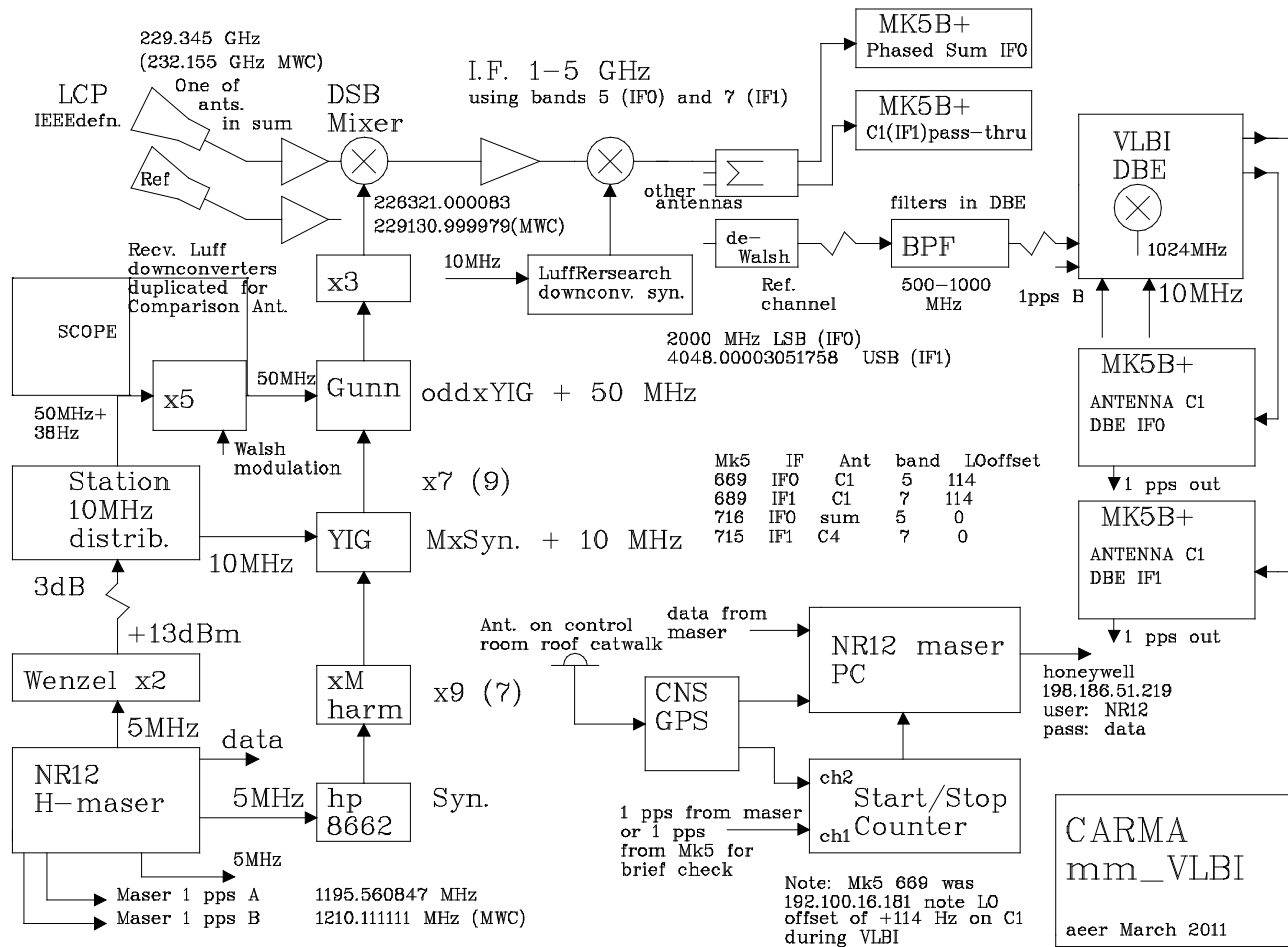 229.345 GHz
(232.155 GHz MWC)
LCP
IEEEdefn.
One of
ants.
in sum
DSB
Mixer
I.F. 1-5 GHz
using bands 5 (IF0) and 7 (IF1)
MK5B+
Phased Sum IF0
MK5B+
C1(IF1)pass-thru
VLBI
DBE
1024MHz
Ref
228321.000083
229130.999979(MWC)
other
antennas
filters in DBE
Recv. Luff
downconverters
duplicated for
Comparison Ant.
x3
10MHz
LuffRersearch
downconv. syn.
de-
Walsh
Ref.
channel
BPF
500-1000
MHz
1pps B
10MHz
SCOPE
2000 MHz LSB (IF0)
4048.00003051758 USB (IF1)
x5
50MHz
Gunn
oddxYIG + 50 MHz
50MHz+
38Hz
Walsh
modulation
MK5B+
ANTENNA C1
DBE IF0
1 pps out
Station
10MHz
distrib.
x7 (9)
10MHz
YIG
MxSyn. + 10 MHz
Mk5 IF Ant band LOoffset
669 IF0 C1 5 114
689 IF1 C1 7 114
716 IF0 sum 5 0
715 IF1 C4 7 0
MK5B+
ANTENNA C1
DBE IF1
1 pps out
3dB
+13dBm
Wenzel x2
xM
harm
x9 (7)
Ant. on control
room roof catwalk
data from
maser
CNS
GPS
NR12 maser
PC
honeywell
198.186.51.219
user: NR12
pass: data
5MHz
data
NR12
H-maser
5MHz
hp
8662
Syn.
ch2
Start/Stop
Counter
ch1
1 pps from maser
or 1 pps
from Mk5 for
brief check
5MHz
Maser 1 pps A
Maser 1 pps B
1195.560847 MHz
1210.111111 MHz (MWC)
Note: Mk5 669 was
192.100.16.181 note LO
offset of +114 Hz on C1
during VLBI
CARMA
mm_VLBI
aeer March 2011